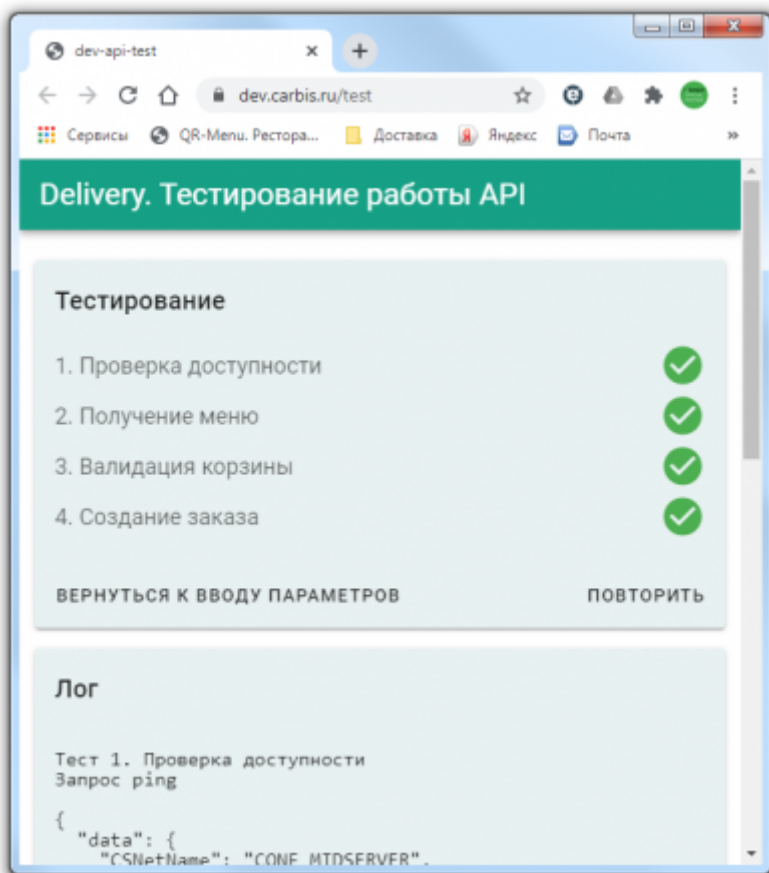 dev-api-test
dev.carbis.ru/test
Сервисы QR-Menu. Рестора... Доставка Яндекс Почта »
Delivery. Тестирование работы API
Тестирование
1. Проверка доступности
2. Получение меню
3. Валидация корзины
4. Создание заказа
ВЕРНУТЬСЯ К ВВОДУ ПАРАМЕТРОВ ПОВТОРИТЬ
Лог
Тест 1. Проверка доступности
Запрос ping
{
"data": {
"CSNetName": "CONF_MIDSERVER",